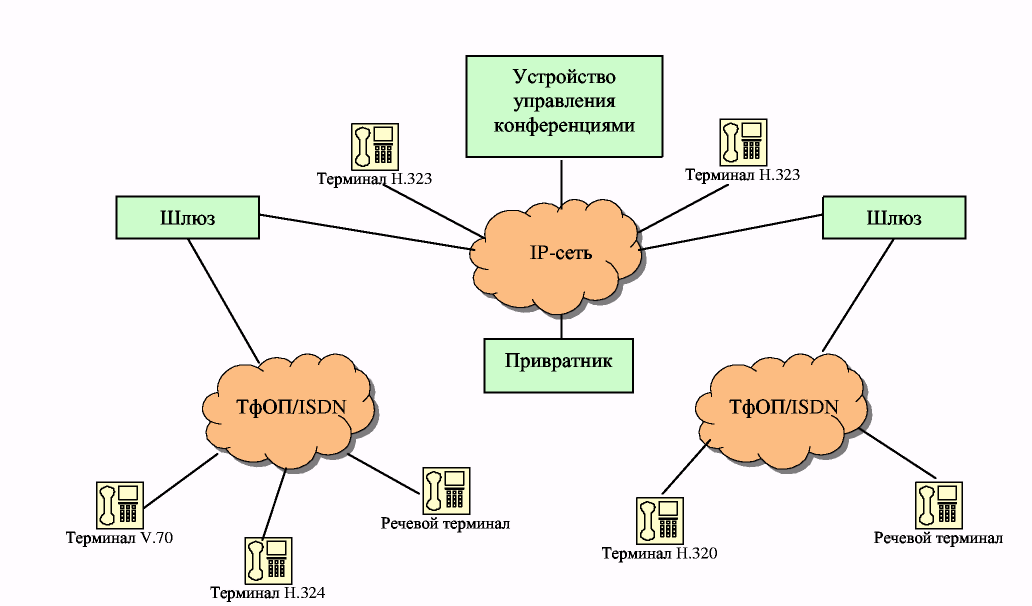 Устройство
управления
конференциями
Терминал H.323
Терминал H.323
Шлюз
Шлюз
IP-сеть
Привратник
ТфОП/ISDN
ТфОП/ISDN
Речевой терминал
Терминал V.70
Терминал H.320
Речевой терминал
Терминал H.324